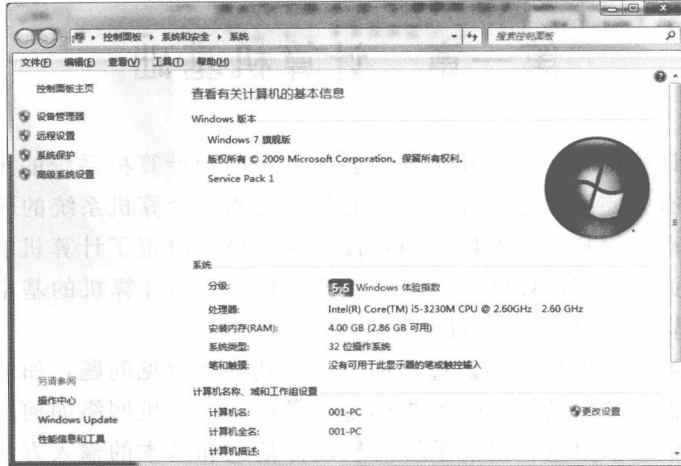 控制面板 ▸ 系统和安全 ▸ 系统
搜索控制面板
文件(F) 编辑(E) 查看(V) 工具(T) 帮助(H)
控制面板主页
设备管理器
远程设置
系统保护
高级系统设置
另请参阅
操作中心
Windows Update
性能信息和工具
查看有关计算机的基本信息
Windows 版本
Windows 7 旗舰版
版权所有 © 2009 Microsoft Corporation。保留所有权利。
Service Pack 1
系统
分级: 5.5 Windows 体验指数
处理器: Intel(R) Core(TM) i5-3230M CPU @ 2.60GHz 2.60 GHz
安装内存(RAM): 4.00 GB (2.86 GB 可用)
系统类型: 32 位操作系统
笔和触摸: 没有可用于此显示器的笔或触控输入
计算机名称、域和工作组设置
计算机名: 001-PC
更改设置
计算机全名: 001-PC
计算机描述: